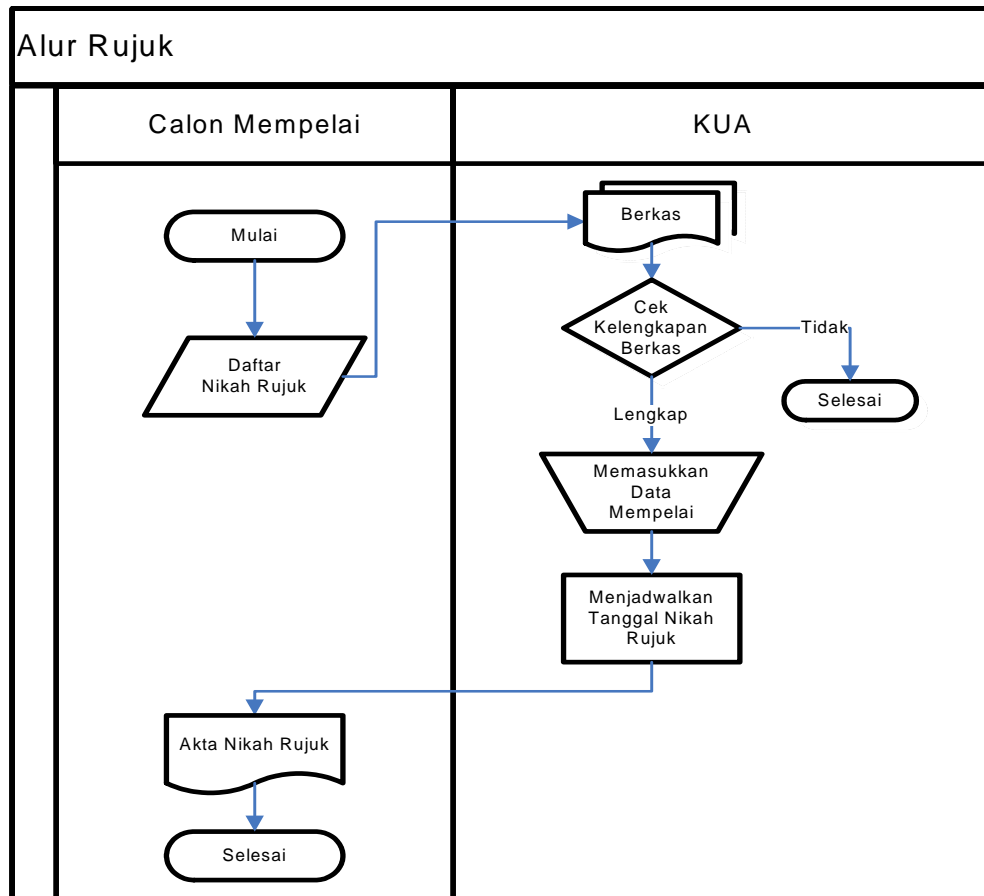 Alur Rujuk
Calon Mempelai
KUA
Mulai
Daftar
Nikah Rujuk
Berkas
Cek
Kelengkapan
Berkas
Tidak
Selesai
Lengkap
Memasukkan
Data
Mempelai
Menjadwalkan
Tanggal Nikah
Rujuk
Akta Nikah Rujuk
Selesai